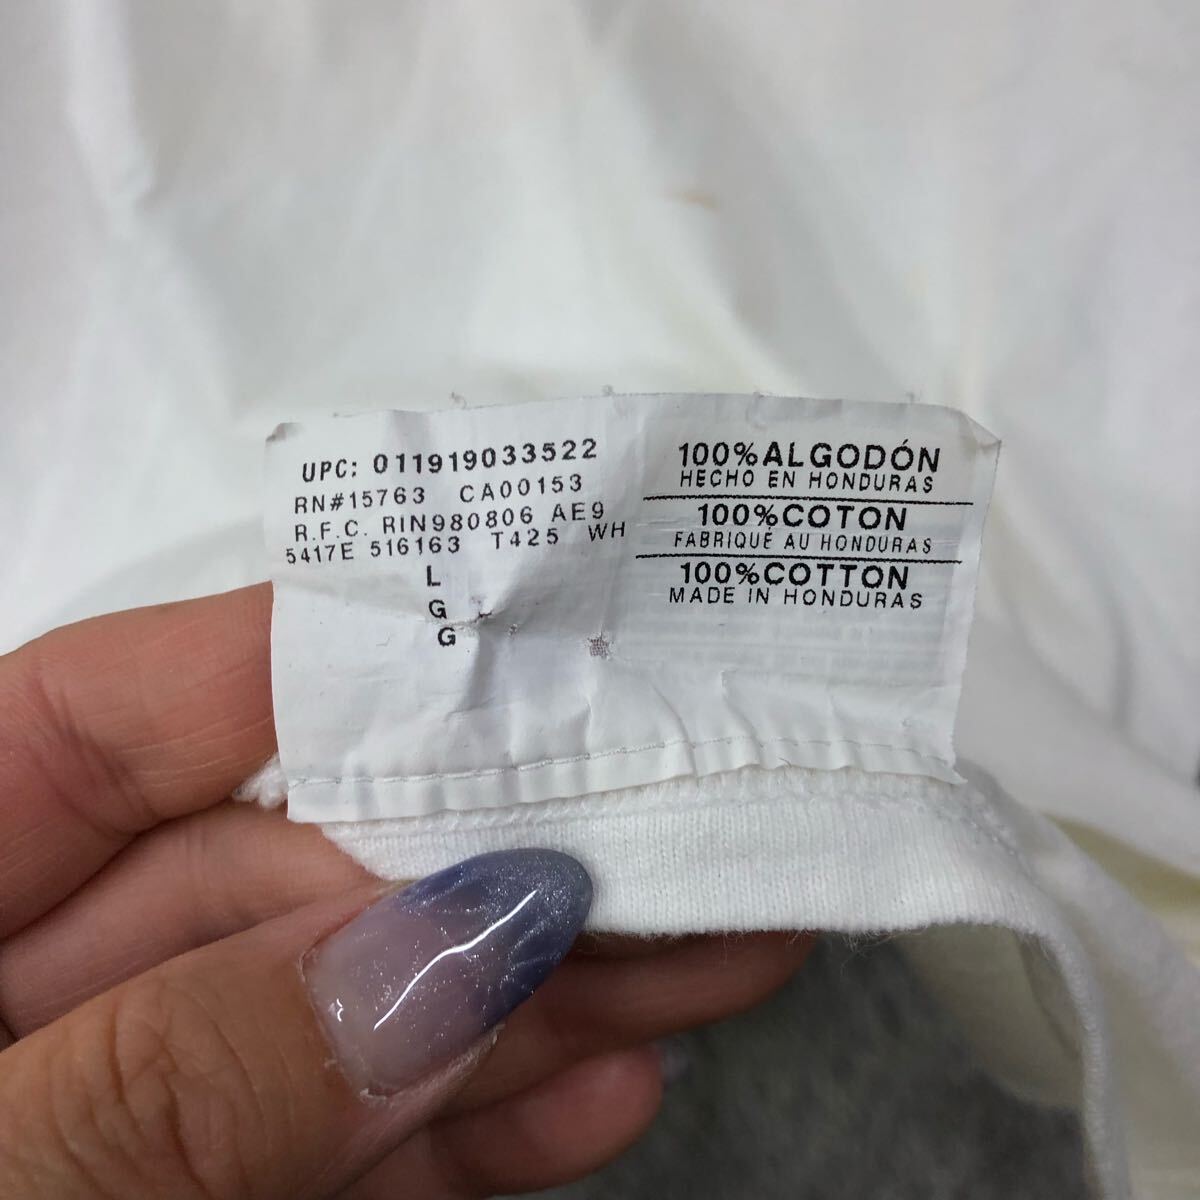 UPC: 011919033522
RN#15763 CA00153
R.F.C. RIN980806 AE9
5417E 516163 T425 WH
L
G
G
100%ALGODÓN
HECHO EN HONDURAS
100%COTON
FABRIQUÉ AU HONDURAS
100%COTTON
MADE IN HONDURAS